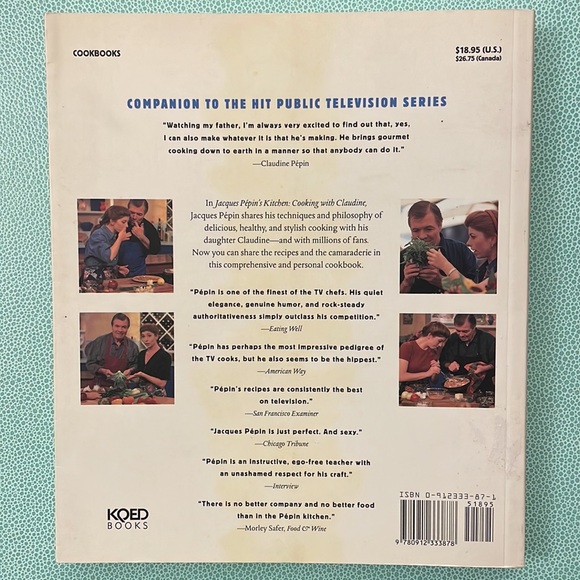 COOKBOOKS
$18.95 (U.S.)
$26.75 (Canada)
COMPANION TO THE HIT PUBLIC TELEVISION SERIES
"Watching my father, I'm always very excited to find out that, yes,
I can also make whatever it is that he's making. He brings gourmet
cooking down to earth in a manner so that anybody can do it."
—Claudine Pépin
In Jacques Pépin's Kitchen: Cooking with Claudine,
Jacques Pépin shares his techniques and philosophy of
delicious, healthy, and stylish cooking with his
daughter Claudine—and with millions of fans.
Now you can share the recipes and the camaraderie in
this comprehensive and personal cookbook.
"Pépin is one of the finest of the TV chefs. His quiet
elegance, genuine humor, and rock-steady
authoritativeness simply outclass his competition."
—Eating Well
"Pépin has perhaps the most impressive pedigree of
the TV cooks, but he also seems to be the hippest."
—American Way
"Pépin's recipes are consistently the best
on television."
—San Francisco Examiner
"Jacques Pépin is just perfect. And sexy."
—Chicago Tribune
"Pépin is an instructive, ego-free teacher with
an unashamed respect for his craft."
—Interview
"There is no better company and no better food
than in the Pépin kitchen."
—Morley Safer, Food & Wine
KQED
BOOKS
ISBN 0-912333-87-1
51895
9 780912 333878